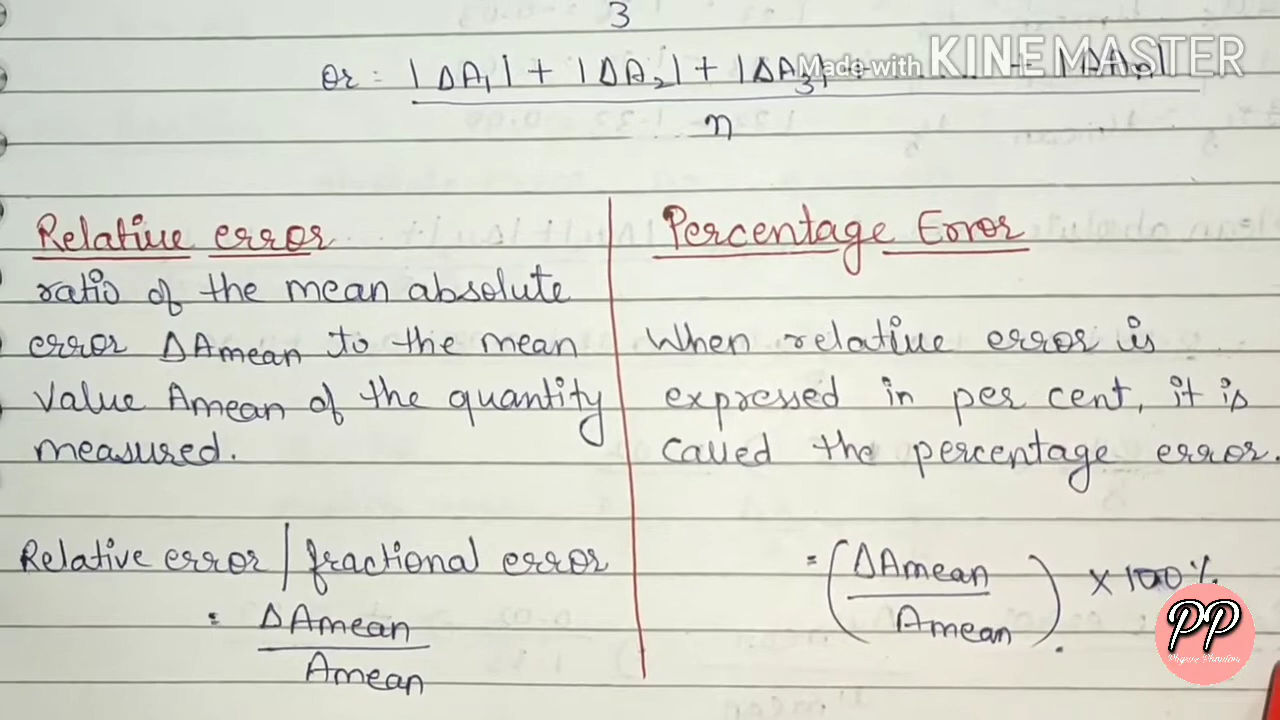 3
or = |ΔA₁| + |ΔA₂| + |ΔA₃| + ...... + |ΔAₙ|
n
Made with KINEMASTER
Relative error
ratio of the mean absolute
error ΔAmean to the mean
Value Amean of the quantity
measured.
Relative error / fractional error
= ΔAmean
Amean
Percentage Error
When relative error is
expressed in per cent, it is
called the percentage error.
= (ΔAmean / Amean) × 100%.
PP